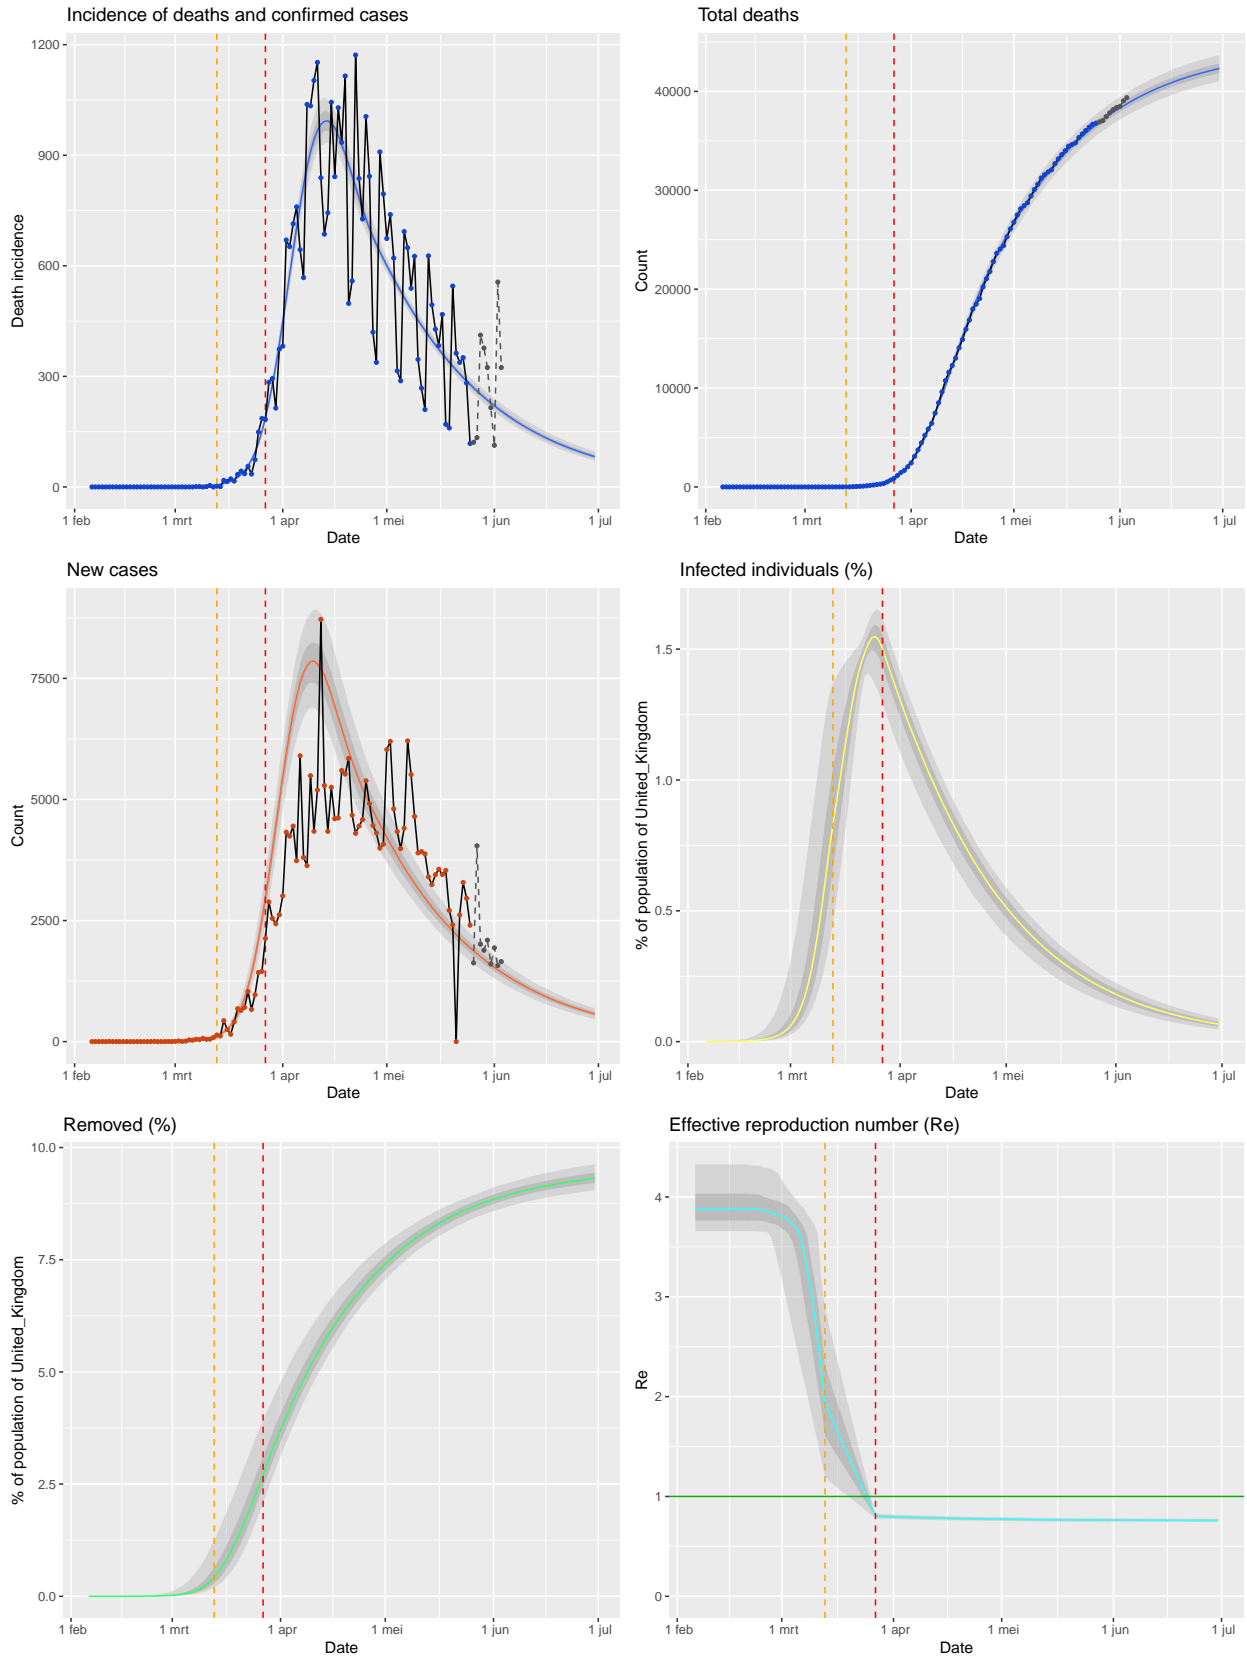 Incidence of deaths and confirmed cases
Death incidence
1200
900
600
300
0
1 feb 1 mrt 1 apr 1 mei 1 jun 1 jul
Date
Total deaths
Count
40000
30000
20000
10000
0
1 feb 1 mrt 1 apr 1 mei 1 jun 1 jul
Date
New cases
Count
7500
5000
2500
0
1 feb 1 mrt 1 apr 1 mei 1 jun 1 jul
Date
Infected individuals (%)
% of population of United_Kingdom
1.5
1.0
0.5
0.0
1 feb 1 mrt 1 apr 1 mei 1 jun 1 jul
Date
Removed (%)
% of population of United_Kingdom
10.0
7.5
5.0
2.5
0.0
1 feb 1 mrt 1 apr 1 mei 1 jun 1 jul
Date
Effective reproduction number (Re)
Re
4
3
2
1
0
1 feb 1 mrt 1 apr 1 mei 1 jun 1 jul
Date